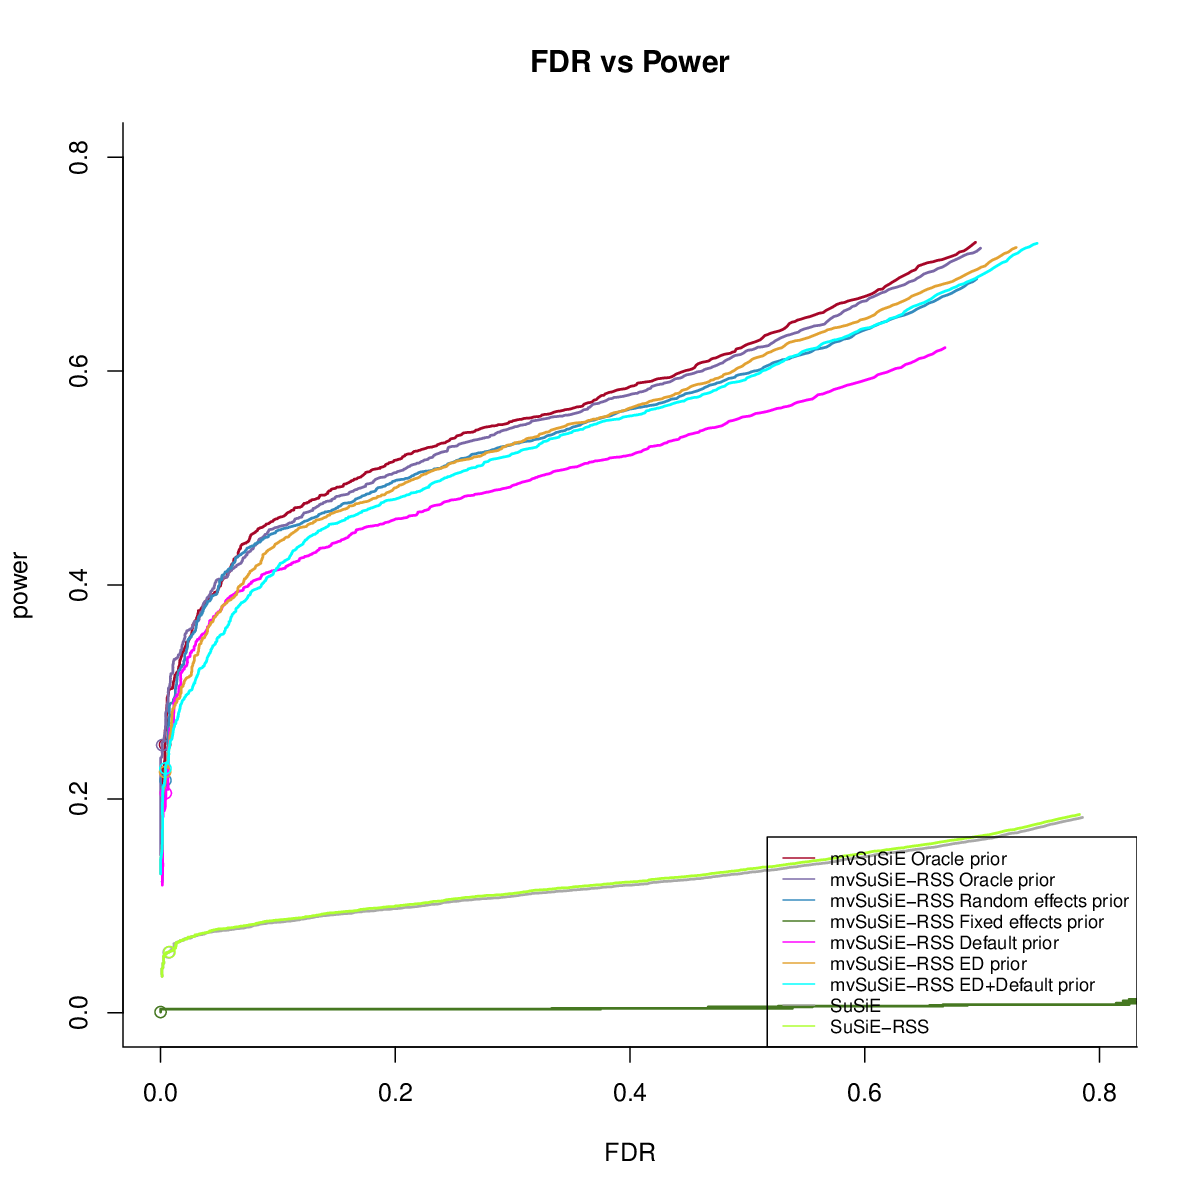 FDR vs Power
power
0.8
0.6
0.4
0.2
0.0
mvSuSiE Oracle prior
mvSuSiE−RSS Oracle prior
mvSuSiE−RSS Random effects prior
mvSuSiE−RSS Fixed effects prior
mvSuSiE−RSS Default prior
mvSuSiE−RSS ED prior
mvSuSiE−RSS ED+Default prior
SuSiE
SuSiE−RSS
0.0 0.2 0.4 0.6 0.8
FDR